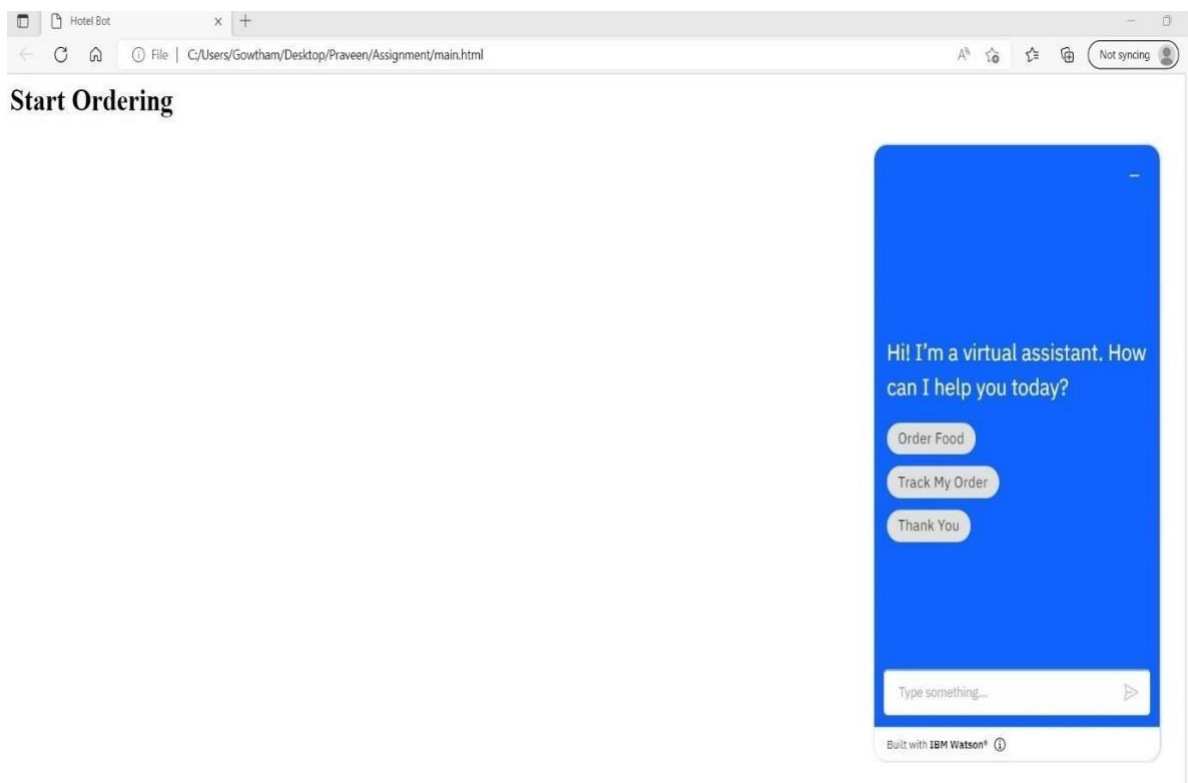 Hotel Bot
File | C:/Users/Gowtham/Desktop/Praveen/Assignment/main.html
Not syncing
Start Ordering
Hi! I'm a virtual assistant. How
can I help you today?
Order Food
Track My Order
Thank You
Type something...
Built with IBM Watson®